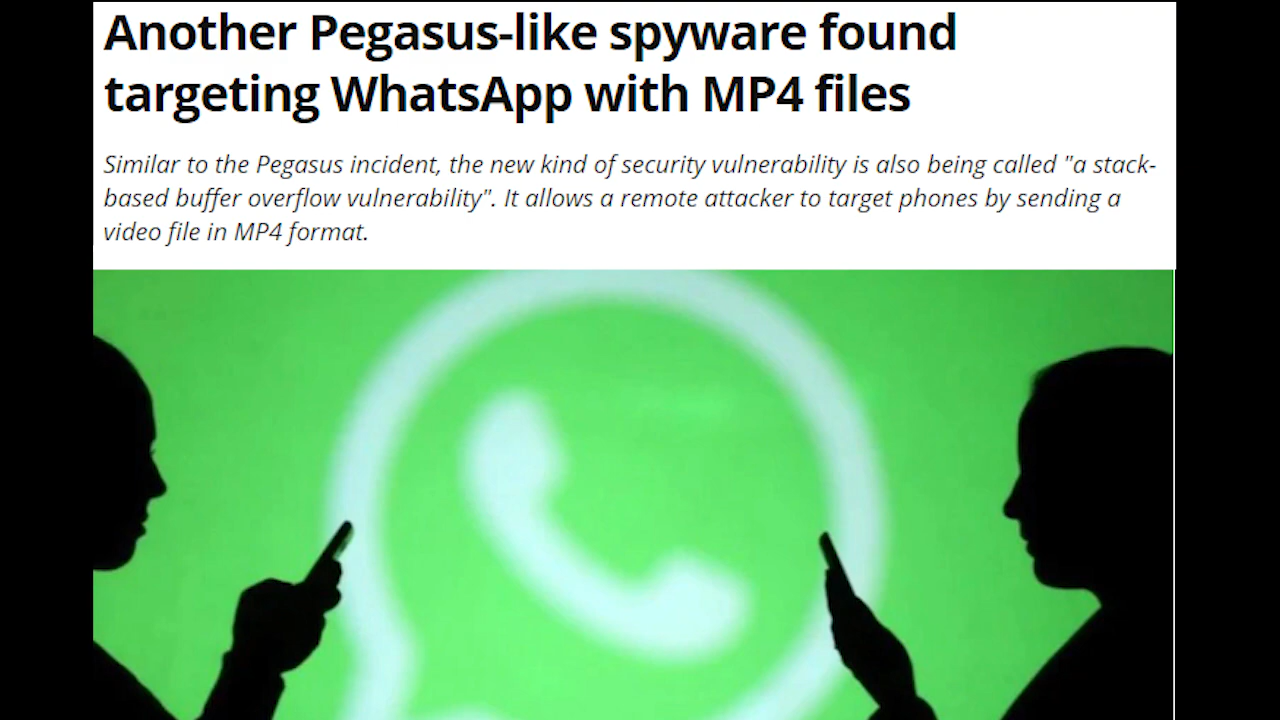 Another Pegasus-like spyware found
targeting WhatsApp with MP4 files
Similar to the Pegasus incident, the new kind of security vulnerability is also being called "a stack-
based buffer overflow vulnerability". It allows a remote attacker to target phones by sending a
video file in MP4 format.